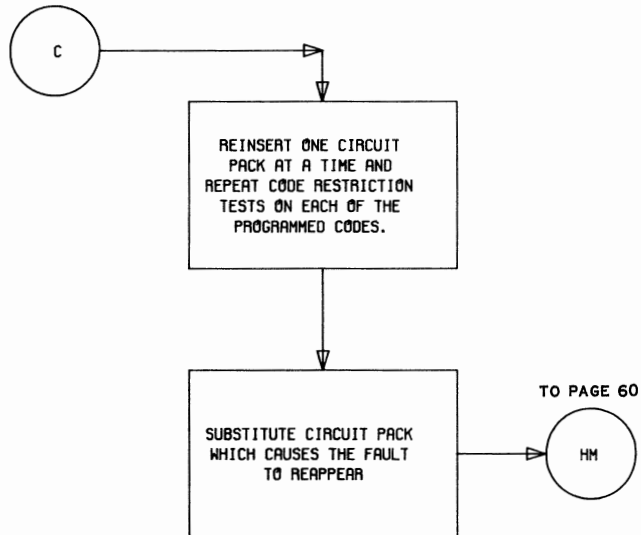 C
REINSERT ONE CIRCUIT
PACK AT A TIME AND
REPEAT CODE RESTRICTION
TESTS ON EACH OF THE
PROGRAMMED CODES.
TO PAGE 60
SUBSTITUTE CIRCUIT PACK
WHICH CAUSES THE FAULT
TO REAPPEAR
HM